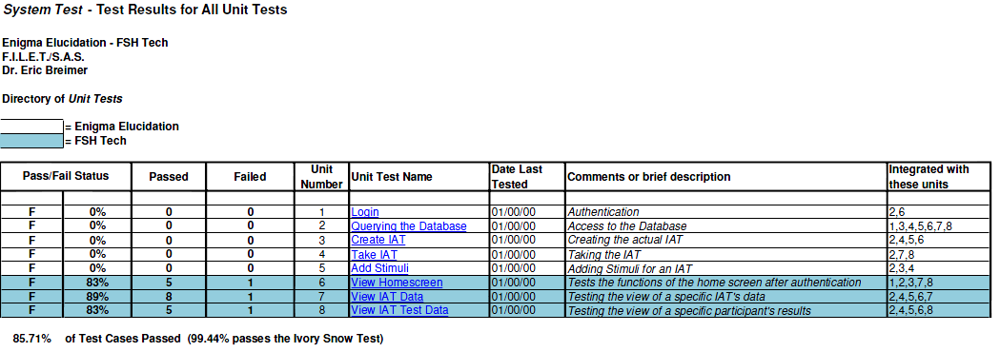 System Test - Test Results for All Unit Tests
Enigma Elucidation - FSH Tech
F.I.L.E.T./S.A.S.
Dr. Eric Breimer
Directory of Unit Tests
= Enigma Elucidation
= FSH Tech
Pass/Fail Status Passed Failed Unit Number Unit Test Name Date Last Tested Comments or brief description Integrated with these units
F 0% 0 0 1 Login 01/00/00 Authentication 2,6
F 0% 0 0 2 Querying the Database 01/00/00 Access to the Database 1,3,4,5,6,7,8
F 0% 0 0 3 Create IAT 01/00/00 Creating the actual IAT 2,4,5,6
F 0% 0 0 4 Take IAT 01/00/00 Taking the IAT 2,7,8
F 0% 0 0 5 Add Stimuli 01/00/00 Adding Stimuli for an IAT 2,3,4
F 83% 5 1 6 View Homescreen 01/00/00 Tests the functions of the home screen after authentication 1,2,3,7,8
F 89% 8 1 7 View IAT Data 01/00/00 Testing the view of a specific IAT's data 2,4,5,6,7
F 83% 5 1 8 View IAT Test Data 01/00/00 Testing the view of a specific participant's results 2,4,5,6,8
85.71% of Test Cases Passed (99.44% passes the Ivory Snow Test)